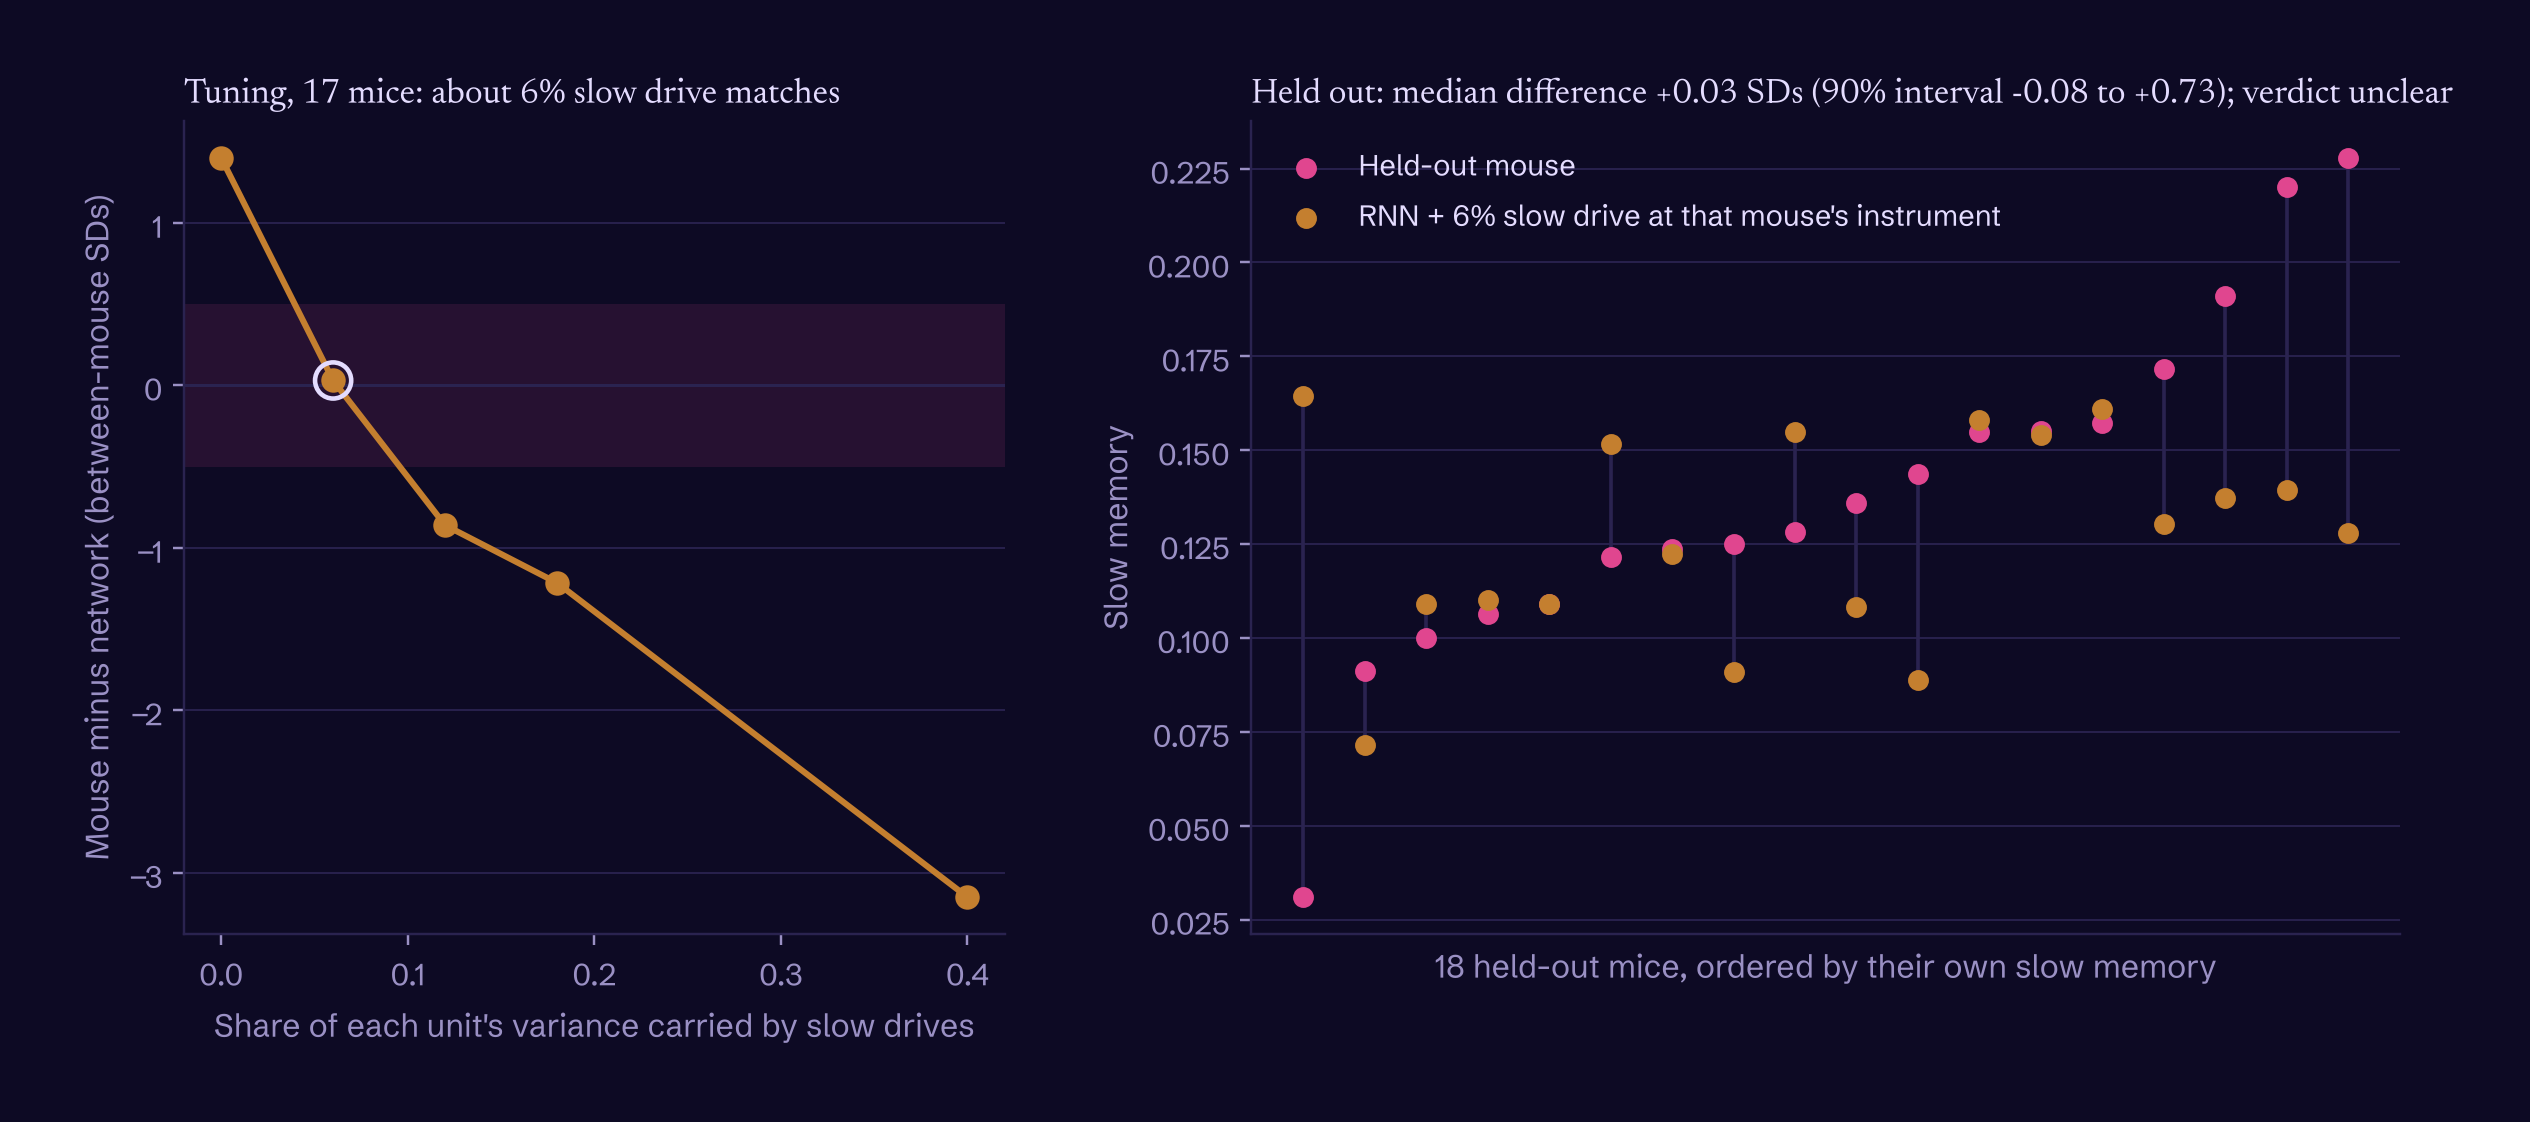 Tuning, 17 mice: about 6% slow drive matches
Mouse minus network (between-mouse SDs)
1
0
−1
−2
−3
0.0
0.1
0.2
0.3
0.4
Share of each unit's variance carried by slow drives
Held out: median difference +0.03 SDs (90% interval -0.08 to +0.73); verdict unclear
Held-out mouse
RNN + 6% slow drive at that mouse's instrument
Slow memory
0.225
0.200
0.175
0.150
0.125
0.100
0.075
0.050
0.025
18 held-out mice, ordered by their own slow memory